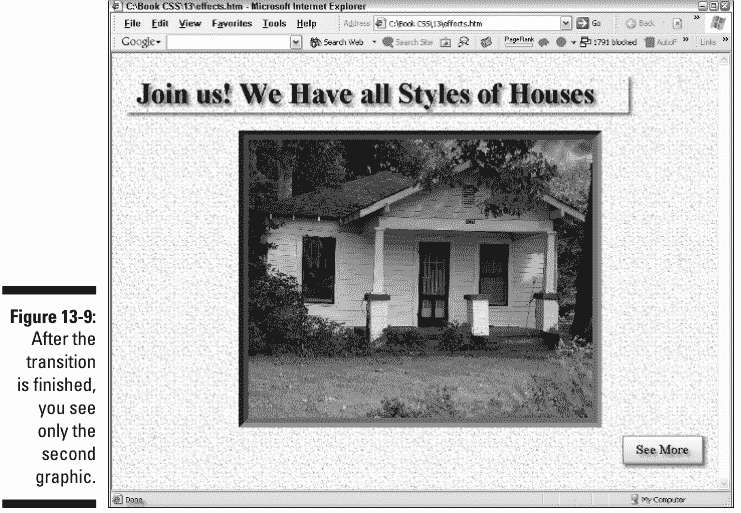 C:\Book CSS\13\effects.htm - Microsoft Internet Explorer
File Edit View Favorites Tools Help Address C:\Book CSS\13\effects.htm Go Back »
Google Search Web Search Site PageRank 1791 blocked AutoF » Links »
Join us! We Have all Styles of Houses
See More
Done My Computer
Figure 13-9:
After the
transition
is finished,
you see
only the
second
graphic.